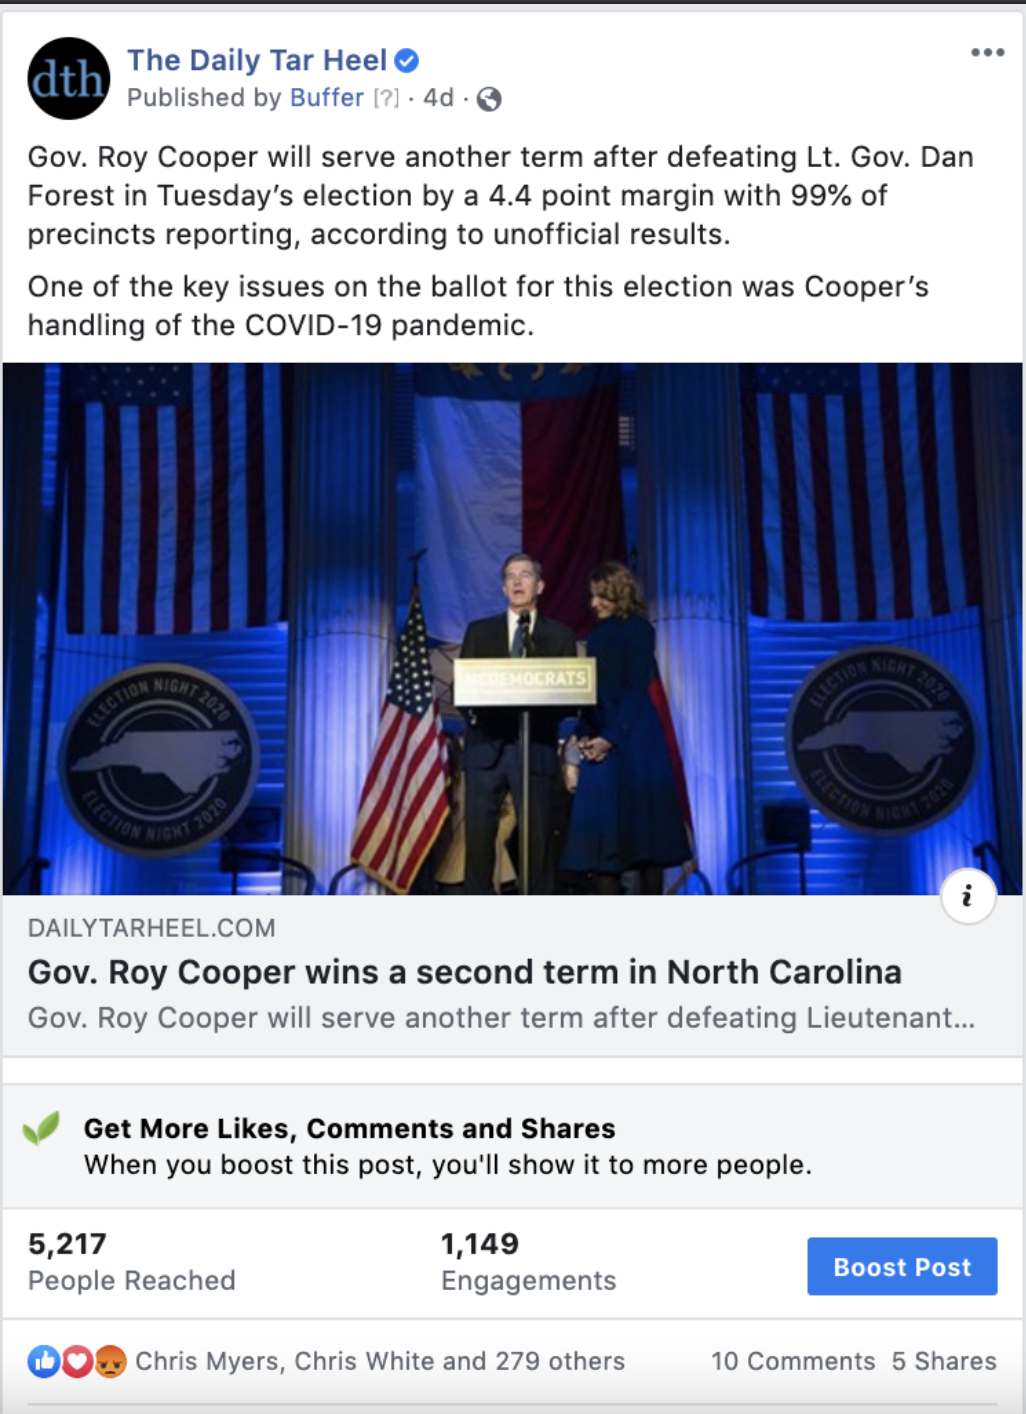 dth
The Daily Tar Heel
•••
Published by Buffer [?] · 4d ·
Gov. Roy Cooper will serve another term after defeating Lt. Gov. Dan
Forest in Tuesday’s election by a 4.4 point margin with 99% of
precincts reporting, according to unofficial results.
One of the key issues on the ballot for this election was Cooper’s
handling of the COVID-19 pandemic.
ELECTION NIGHT 2020
ELECTION NIGHT 2020
NCDEMOCRATS
ELECTION NIGHT 2020
ELECTION NIGHT 2020
i
DAILYTARHEEL.COM
Gov. Roy Cooper wins a second term in North Carolina
Gov. Roy Cooper will serve another term after defeating Lieutenant...
Get More Likes, Comments and Shares
When you boost this post, you'll show it to more people.
5,217 1,149
People Reached Engagements
Boost Post
Chris Myers, Chris White and 279 others 10 Comments 5 Shares